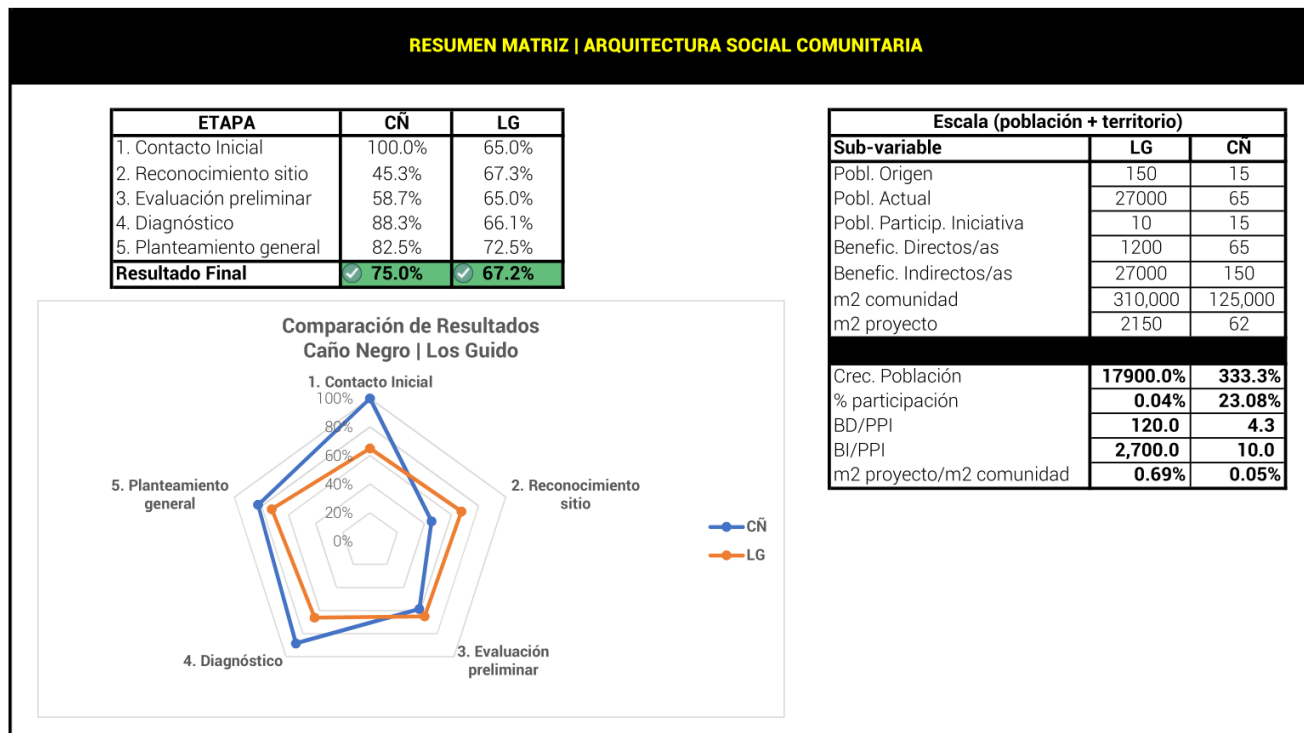 RESUMEN MATRIZ | ARQUITECTURA SOCIAL COMUNITARIA
ETAPA CÑ LG
1. Contacto Inicial 100.0% 65.0%
2. Reconocimiento sitio 45.3% 67.3%
3. Evaluación preliminar 58.7% 65.0%
4. Diagnóstico 88.3% 66.1%
5. Planteamiento general 82.5% 72.5%
Resultado Final 75.0% 67.2%
Escala (población + territorio)
Sub-variable LG CÑ
Pobl. Origen 150 15
Pobl. Actual 27000 65
Pobl. Particip. Iniciativa 10 15
Benefic. Directos/as 1200 65
Benefic. Indirectos/as 27000 150
m2 comunidad 310,000 125,000
m2 proyecto 2150 62
Crec. Población 17900.0% 333.3%
% participación 0.04% 23.08%
BD/PPI 120.0 4.3
BI/PPI 2,700.0 10.0
m2 proyecto/m2 comunidad 0.69% 0.05%
Comparación de Resultados
Caño Negro | Los Guido
1. Contacto Inicial
100%
80%
60%
40%
20%
0%
2. Reconocimiento
sitio
3. Evaluación
preliminar
4. Diagnóstico
5. Planteamiento
general
CÑ
LG